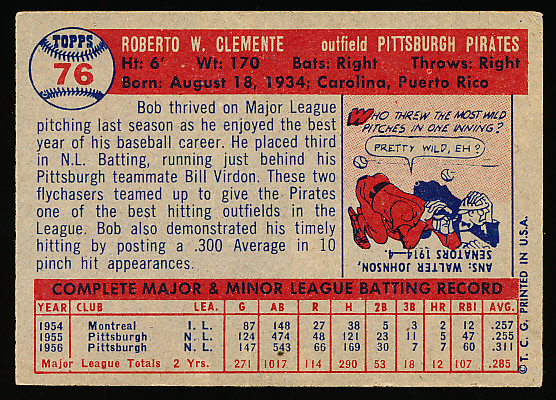 TOPPS
76
ROBERTO W. CLEMENTE outfield PITTSBURGH PIRATES
Ht: 6' Wt: 170 Bats: Right Throws: Right
Born: August 18, 1934; Carolina, Puerto Rico
Bob thrived on Major League
pitching last season as he enjoyed the best
year of his baseball career. He placed third
in N.L. Batting, running just behind his
Pittsburgh teammate Bill Virdon. These two
flychasers teamed up to give the Pirates
one of the best hitting outfields in the
League. Bob also demonstrated his timely
hitting by posting a .300 Average in 10
pinch hit appearances.
WHO THREW THE MOST WILD
PITCHES IN ONE INNING?
PRETTY WILD, EH?
ANS: WALTER JOHNSON,
SENATORS 1914—4.
© T. C. G. PRINTED IN U.S.A.
COMPLETE MAJOR & MINOR LEAGUE BATTING RECORD
YEAR CLUB LEA. G AB R H 2B 3B HR RBI AVG.
1954 Montreal I. L. 87 148 27 38 5 3 2 12 .257
1955 Pittsburgh N. L. 124 474 48 121 23 11 5 47 .255
1956 Pittsburgh N. L. 147 543 66 169 30 7 7 60 .311
Major League Totals 2 Yrs. 271 1017 114 290 53 18 12 107 .285